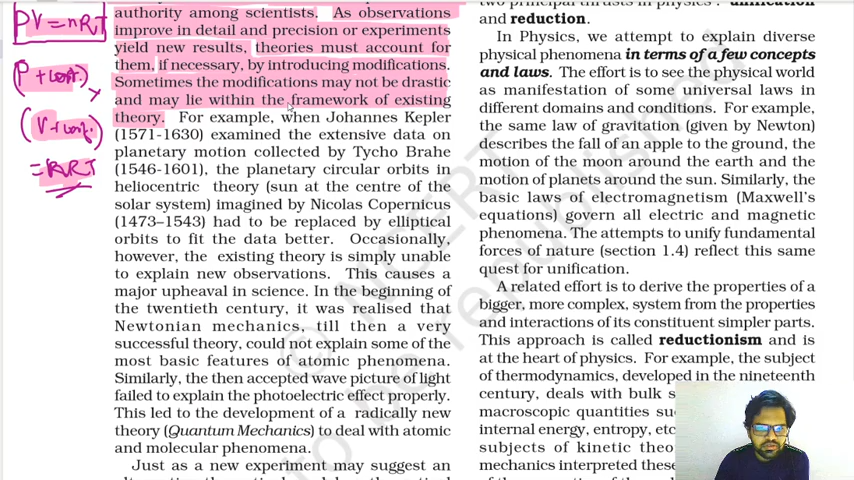 PV = nRT
(P + Corr.) x
(V + Corr.)
= nRT
authority among scientists. As observations
improve in detail and precision or experiments
yield new results, theories must account for
them, if necessary, by introducing modifications.
Sometimes the modifications may not be drastic
and may lie within the framework of existing
theory. For example, when Johannes Kepler
(1571-1630) examined the extensive data on
planetary motion collected by Tycho Brahe
(1546-1601), the planetary circular orbits in
heliocentric theory (sun at the centre of the
solar system) imagined by Nicolas Copernicus
(1473–1543) had to be replaced by elliptical
orbits to fit the data better. Occasionally,
however, the existing theory is simply unable
to explain new observations. This causes a
major upheaval in science. In the beginning of
the twentieth century, it was realised that
Newtonian mechanics, till then a very
successful theory, could not explain some of the
most basic features of atomic phenomena.
Similarly, the then accepted wave picture of light
failed to explain the photoelectric effect properly.
This led to the development of a radically new
theory (Quantum Mechanics) to deal with atomic
and molecular phenomena.
Just as a new experiment may suggest an
two principal thrusts in physics : unification
and reduction.
In Physics, we attempt to explain diverse
physical phenomena in terms of a few concepts
and laws. The effort is to see the physical world
as manifestation of some universal laws in
different domains and conditions. For example,
the same law of gravitation (given by Newton)
describes the fall of an apple to the ground, the
motion of the moon around the earth and the
motion of planets around the sun. Similarly, the
basic laws of electromagnetism (Maxwell's
equations) govern all electric and magnetic
phenomena. The attempts to unify fundamental
forces of nature (section 1.4) reflect this same
quest for unification.
A related effort is to derive the properties of a
bigger, more complex, system from the properties
and interactions of its constituent simpler parts.
This approach is called reductionism and is
at the heart of physics. For example, the subject
of thermodynamics, developed in the nineteenth
century, deals with bulk s
macroscopic quantities su
internal energy, entropy, etc
subjects of kinetic theo
mechanics interpreted these
© NCERT
to be republished